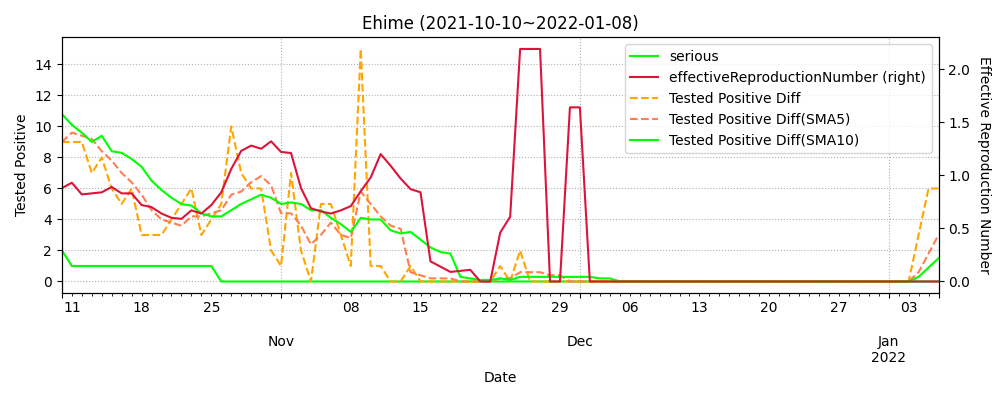 Ehime (2021-10-10~2022-01-08)
serious
effectiveReproductionNumber (right)
Tested Positive Diff
Tested Positive Diff(SMA5)
Tested Positive Diff(SMA10)
Tested Positive
14
12
10
8
6
4
2
0
2.0
1.5
1.0
0.5
0.0
Effective Reproduction Number
11 18 25 08 15 22 29 06 13 20 27 03
Nov Dec Jan
2022
Date